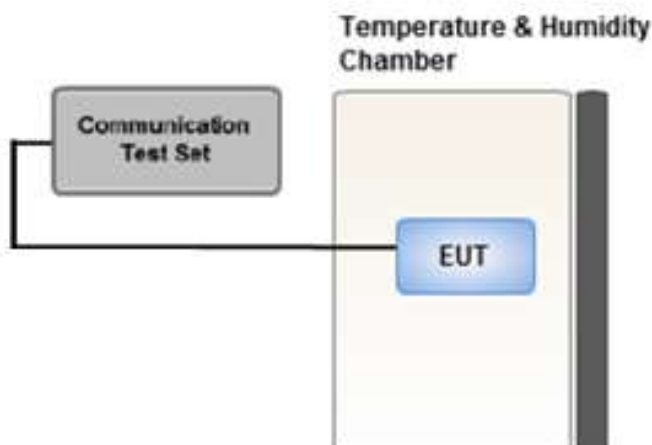 Temperature & Humidity
Chamber
Communication
Test Set
EUT